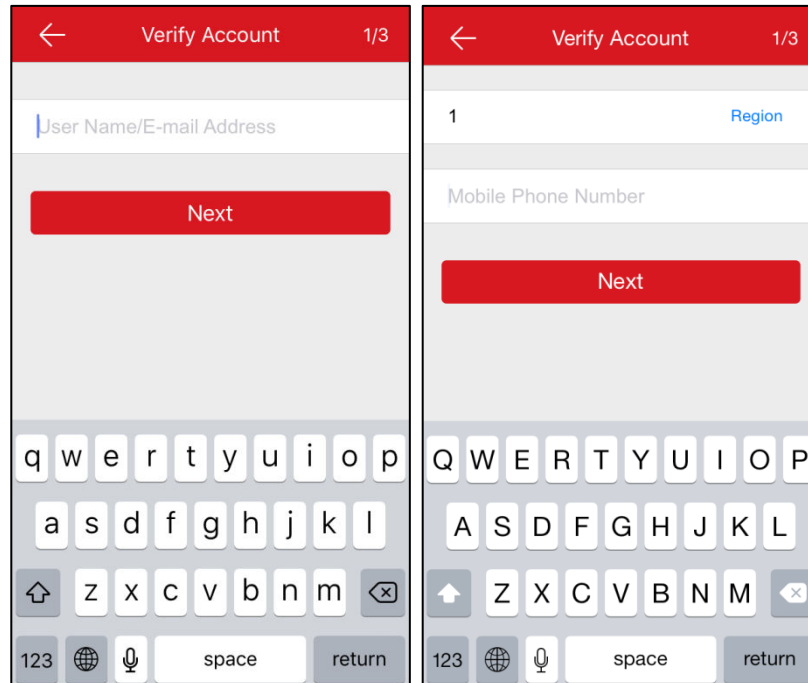 Verify Account 1/3
User Name/E-mail Address
Next
q w e r t y u i o p
a s d f g h j k l
z x c v b n m
123 space return
Verify Account 1/3
1 Region
Mobile Phone Number
Next
Q W E R T Y U I O P
A S D F G H J K L
Z X C V B N M
123 space return